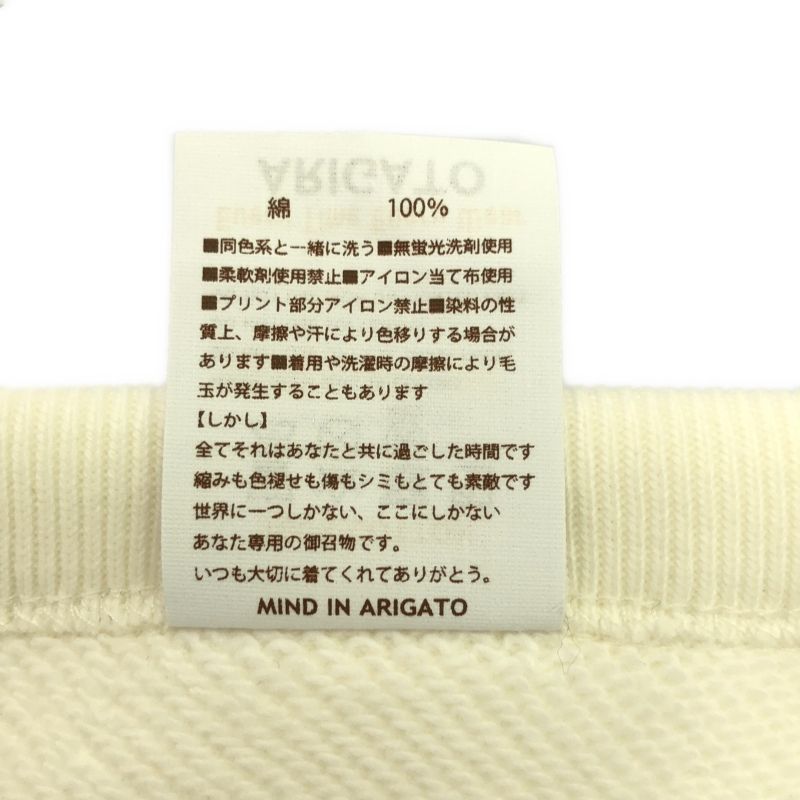 綿 100%
■同色系と一緒に洗う■無蛍光洗剤使用
■柔軟剤使用禁止■アイロン当て布使用
■プリント部分アイロン禁止■染料の性
質上、摩擦や汗により色移りする場合が
あります■着用や洗濯時の摩擦により毛
玉が発生することもあります
【しかし】
全てそれはあなたと共に過ごした時間です
縮みも色褪せも傷もシミもとても素敵です
世界に一つしかない、ここにしかない
あなた専用の御召物です。
いつも大切に着てくれてありがとう。
MIND IN ARIGATO